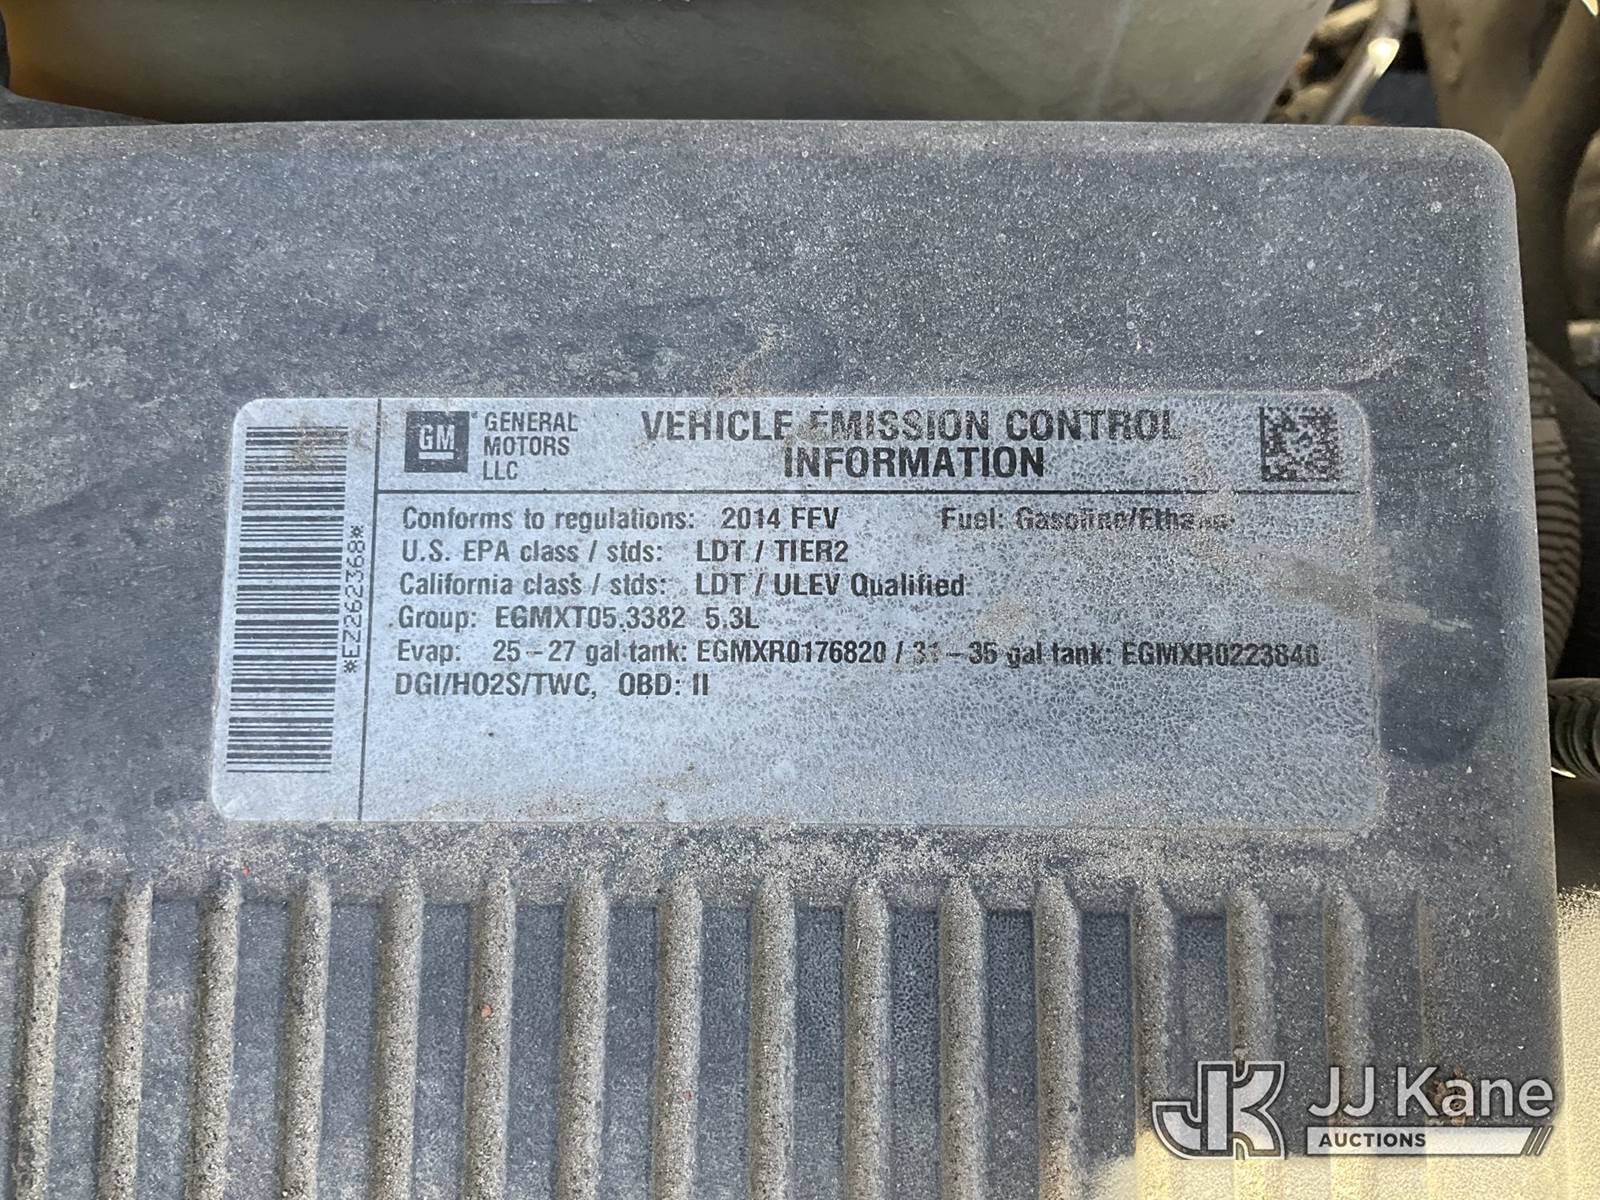 GM GENERAL MOTORS LLC
VEHICLE EMISSION CONTROL
INFORMATION
Conforms to regulations: 2014 FFV Fuel: Gasoline/Ethanol
U.S. EPA class / stds: LDT / TIER2
California class / stds: LDT / ULEV Qualified
Group: EGMXT05.3382 5.3L
Evap: 25 - 27 gal tank: EGMXR0176820 / 31 - 35 gal tank: EGMXR0223840
DGI/HO2S/TWC, OBD: II
*EZ262368*
JK JJ Kane
AUCTIONS